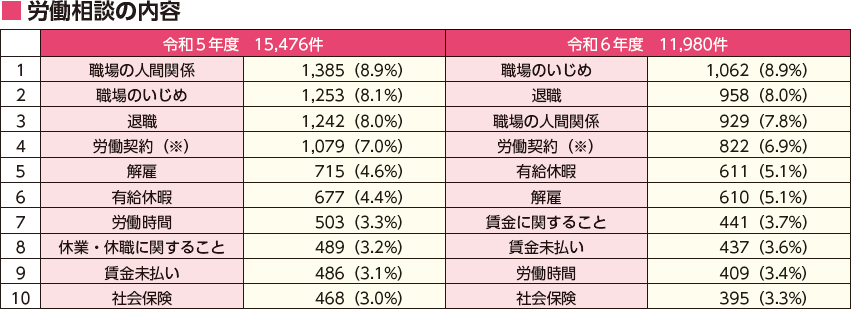 ■ 労働相談の内容
令和5年度 15,476件 令和6年度 11,980件
1 職場の人間関係 1,385（8.9%） 職場のいじめ 1,062（8.9%）
2 職場のいじめ 1,253（8.1%） 退職 958（8.0%）
3 退職 1,242（8.0%） 職場の人間関係 929（7.8%）
4 労働契約（※） 1,079（7.0%） 労働契約（※） 822（6.9%）
5 解雇 715（4.6%） 有給休暇 611（5.1%）
6 有給休暇 677（4.4%） 解雇 610（5.1%）
7 労働時間 503（3.3%） 賃金に関すること 441（3.7%）
8 休業・休職に関すること 489（3.2%） 賃金未払い 437（3.6%）
9 賃金未払い 486（3.1%） 労働時間 409（3.4%）
10 社会保険 468（3.0%） 社会保険 395（3.3%）